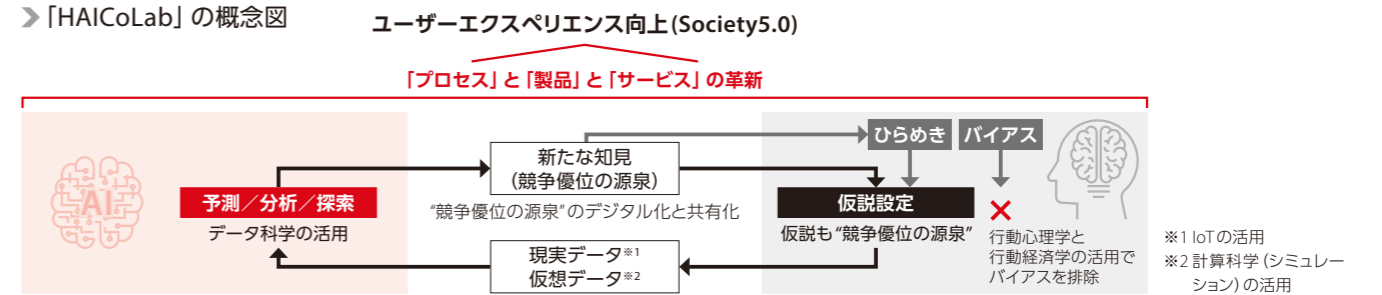 「HAICoLab」の概念図
ユーザーエクスペリエンス向上(Society5.0)
「プロセス」と「製品」と「サービス」の革新
AI
予測／分析／探索
データ科学の活用
新たな知見
（競争優位の源泉）
“競争優位の源泉”のデジタル化と共有化
現実データ※1
仮想データ※2
ひらめき
バイアス
仮説設定
仮説も“競争優位の源泉”
行動心理学と
行動経済学の活用で
バイアスを排除
※1 IoTの活用
※2 計算科学（シミュレー
ション）の活用